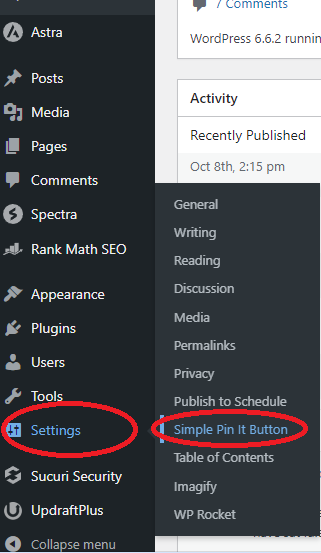 Astra
Posts
Media
Pages
Comments
Spectra
Rank Math SEO
Appearance
Plugins
Users
Tools
Settings
Sucuri Security
UpdraftPlus
Collapse menu
7 Comments
WordPress 6.6.2 runnin
Activity
Recently Published
Oct 8th, 2:15 pm
General
Writing
Reading
Discussion
Media
Permalinks
Privacy
Publish to Schedule
Simple Pin It Button
Table of Contents
Imagify
WP Rocket